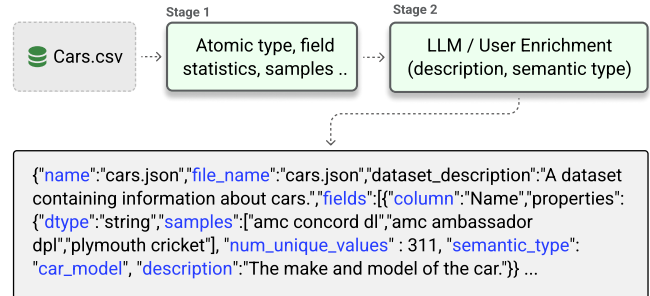 Stage 1
Stage 2
Cars.csv
Atomic type, field
statistics, samples ..
LLM / User Enrichment
(description, semantic type)
{"name":"cars.json","file_name":"cars.json","dataset_description":"A dataset
containing information about cars.","fields":[{"column":"Name","properties":
{"dtype":"string","samples":["amc concord dl","amc ambassador
dpl","plymouth cricket"], "num_unique_values" : 311, "semantic_type":
"car_model", "description":"The make and model of the car."}} ...